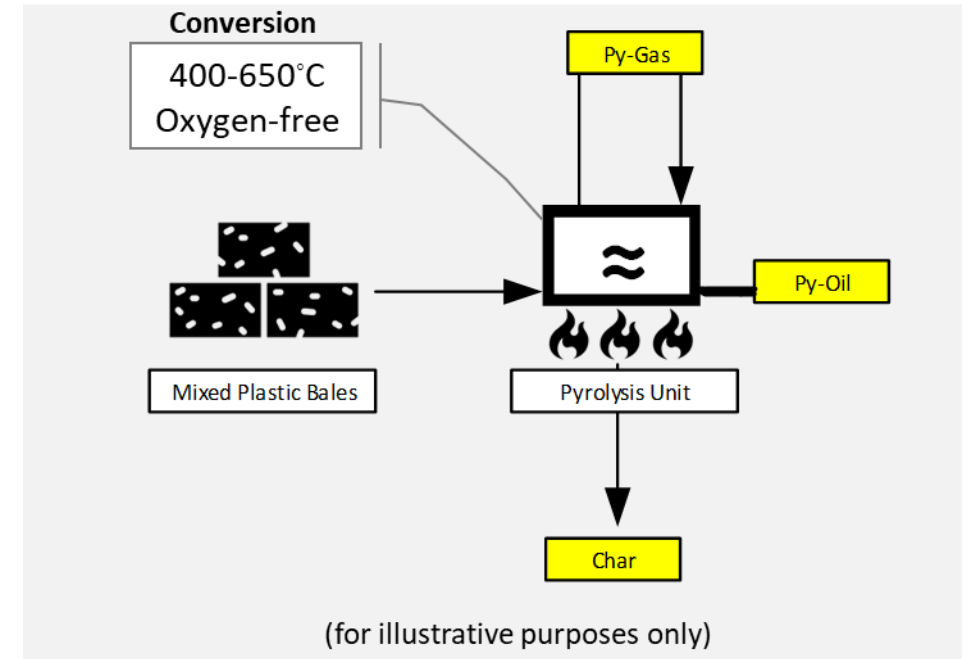 Conversion
400-650°C
Oxygen-free
Py-Gas
Py-Oil
Mixed Plastic Bales
Pyrolysis Unit
Char
(for illustrative purposes only)